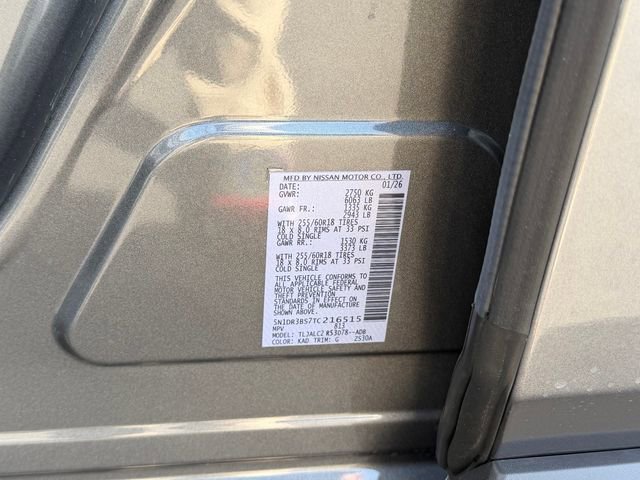 MFD BY NISSAN MOTOR CO., LTD.
DATE: 01/26
GVWR: 2750 KG
6063 LB
GAWR FR.: 1335 KG
2943 LB
WITH 255/60R18 TIRES
18 X 8.0 RIMS AT 33 PSI
COLD SINGLE
GAWR RR.: 1530 KG
3373 LB
WITH 255/60R18 TIRES
18 X 8.0 RIMS AT 33 PSI
COLD SINGLE
THIS VEHICLE CONFORMS TO
ALL APPLICABLE FEDERAL
MOTOR VEHICLE SAFETY AND
THEFT PREVENTION
STANDARDS IN EFFECT ON
THE DATE OF MANUFACTURE
SHOWN ABOVE.
5N1DR3BS7TC216515
MPV 813
MODEL: TLJALC2 R53D78--ADB
COLOR: KAD TRIM: G 2530A